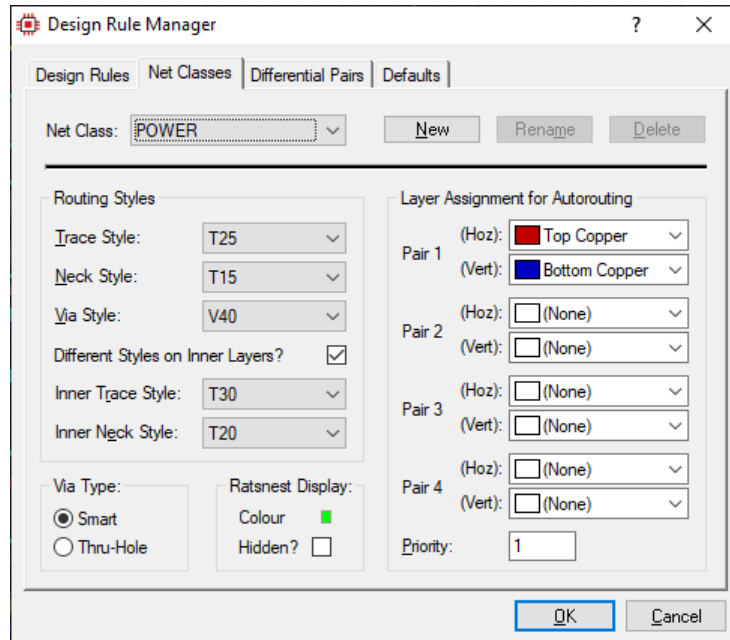 Design Rule Manager
Design Rules Net Classes Differential Pairs Defaults
Net Class: POWER New Rename Delete
Routing Styles
Trace Style: T25
Neck Style: T15
Via Style: V40
Different Styles on Inner Layers?
Inner Trace Style: T30
Inner Neck Style: T20
Via Type:
Smart
Thru-Hole
Ratsnest Display:
Colour
Hidden?
Layer Assignment for Autorouting
Pair 1
(Hoz): Top Copper
(Vert): Bottom Copper
Pair 2
(Hoz): (None)
(Vert): (None)
Pair 3
(Hoz): (None)
(Vert): (None)
Pair 4
(Hoz): (None)
(Vert): (None)
Priority: 1
OK Cancel